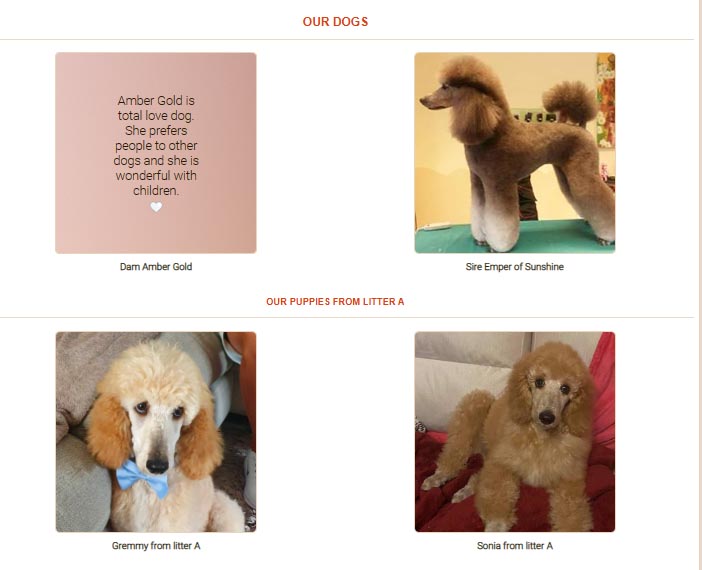 OUR DOGS
Amber Gold is
total love dog.
She prefers
people to other
dogs and she is
wonderful with
children.
Dam Amber Gold
Sire Emper of Sunshine
OUR PUPPIES FROM LITTER A
Gremmy from litter A
Sonia from litter A